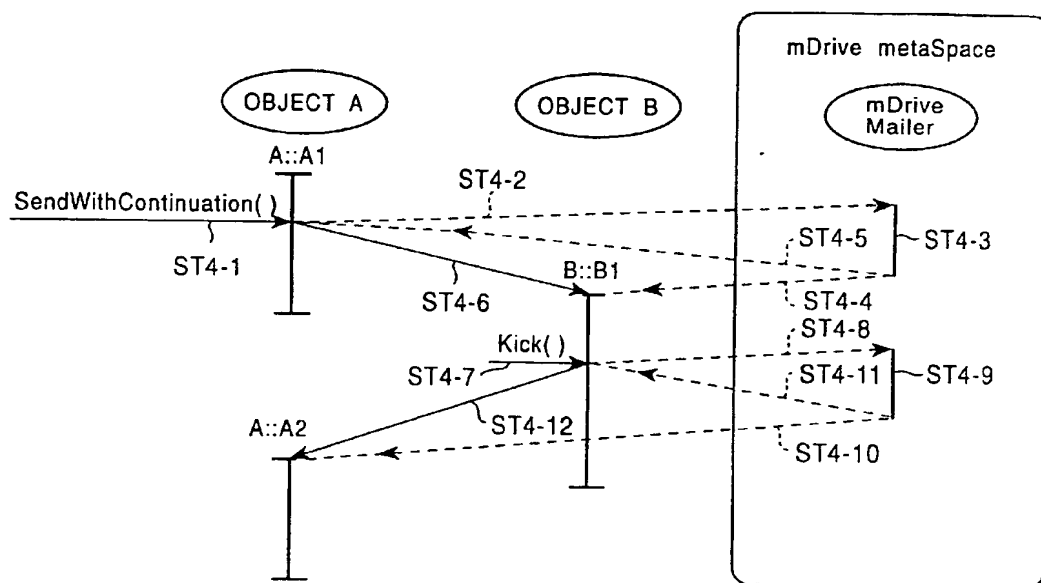 mDrive metaSpace
OBJECT A
OBJECT B
mDrive
Mailer
A::A1
SendWithContinuation()
ST4-2
ST4-1
ST4-5
ST4-3
ST4-6
B::B1
ST4-4
Kick()
ST4-8
ST4-7
ST4-11
ST4-9
A::A2
ST4-12
ST4-10